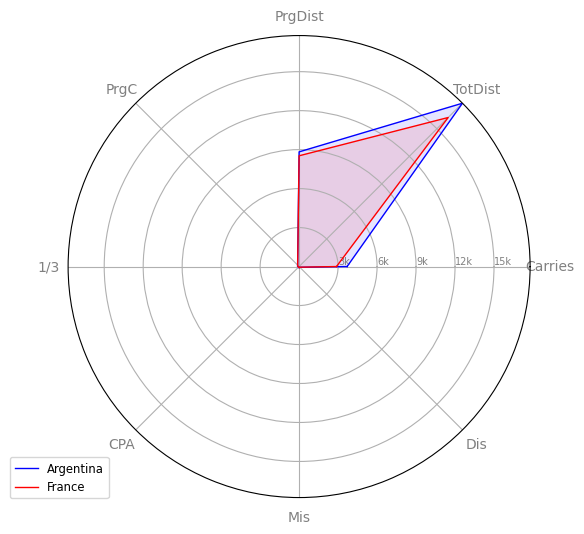 PrgDist
PrgC
TotDist
1/3
3k
6k
9k
12k
15k
Carries
CPA
Dis
Mis
Argentina
France